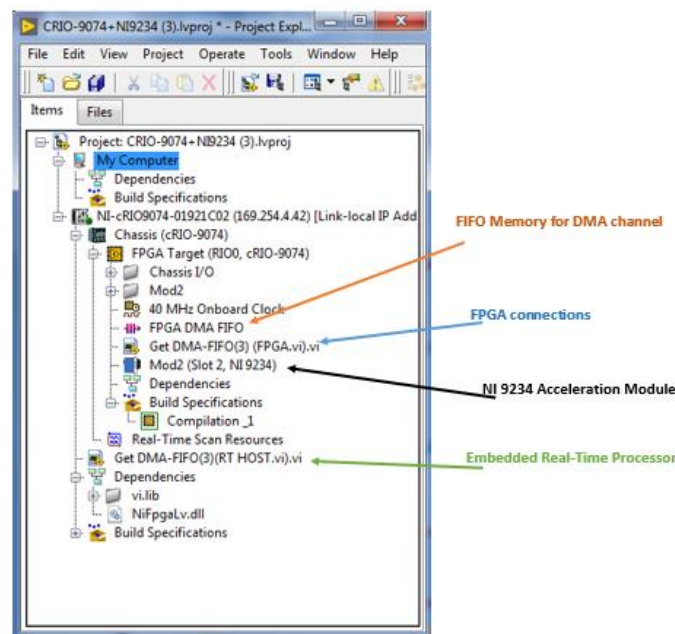 CRIO-9074+NI9234 (3).lvproj * - Project Expl...
File Edit View Project Operate Tools Window Help
Items Files
Project: CRIO-9074+NI9234 (3).lvproj
My Computer
Dependencies
Build Specifications
NI-cRIO9074-01921C02 (169.254.4.42) [Link-local IP Add
Chassis (cRIO-9074)
FPGA Target (RIO0, cRIO-9074)
Chassis I/O
Mod2
40 MHz Onboard Clock
FPGA DMA FIFO
Get DMA-FIFO(3) (FPGA.vi).vi
Mod2 (Slot 2, NI 9234)
Dependencies
Build Specifications
Compilation _1
Real-Time Scan Resources
Get DMA-FIFO(3)(RT HOST.vi).vi
Dependencies
vi.lib
NiFpgaLv.dll
Build Specifications
FIFO Memory for DMA channel
FPGA connections
NI 9234 Acceleration Module
Embedded Real-Time Processor